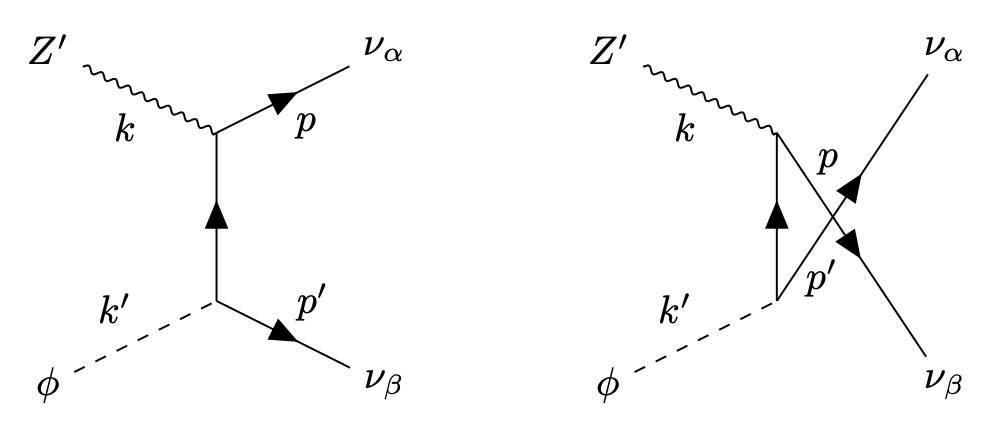 Z′ ν_α Z′ ν_α
k p k p
k′ p′ k′ p′
φ ν_β φ ν_β